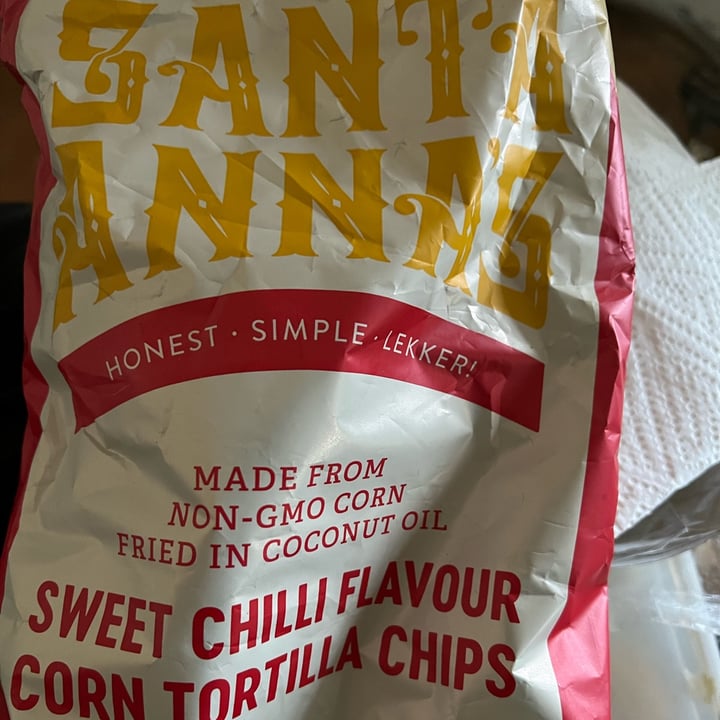 SANTA
ANNA'S
HONEST · SIMPLE · LEKKER!
MADE FROM
NON-GMO CORN
FRIED IN COCONUT OIL
SWEET CHILLI FLAVOUR
CORN TORTILLA CHIPS